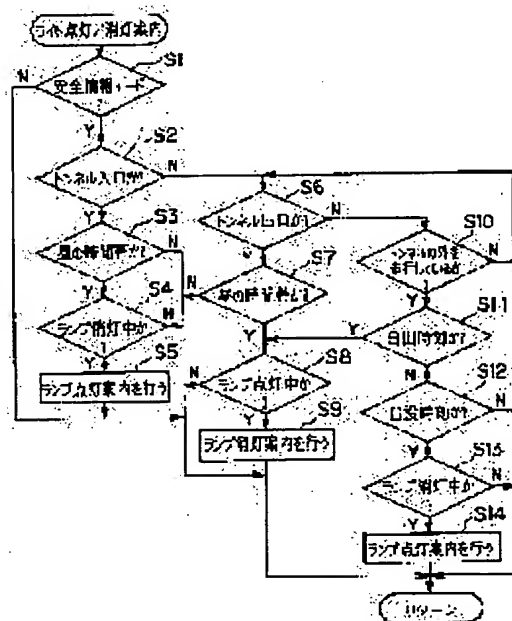 ライト点灯/消灯案内
S1
N
安全情報モード
Y
S2
トンネル入口か?
N
Y
S3
昼の時間帯か?
N
Y
S4
ランプ消灯中か
N
Y
S5
ランプ点灯案内を行う
S6
トンネル出口か?
N
S7
昼の時間帯か?
N
Y
S8
ランプ点灯中か
N
Y
S9
ランプ消灯案内を行う
S10
トンネルの外を走行しているか
N
Y
S11
日出時刻か?
Y
N
S12
日没時刻か?
N
Y
S13
ランプ消灯中か
N
Y
S14
ランプ点灯案内を行う
リターン